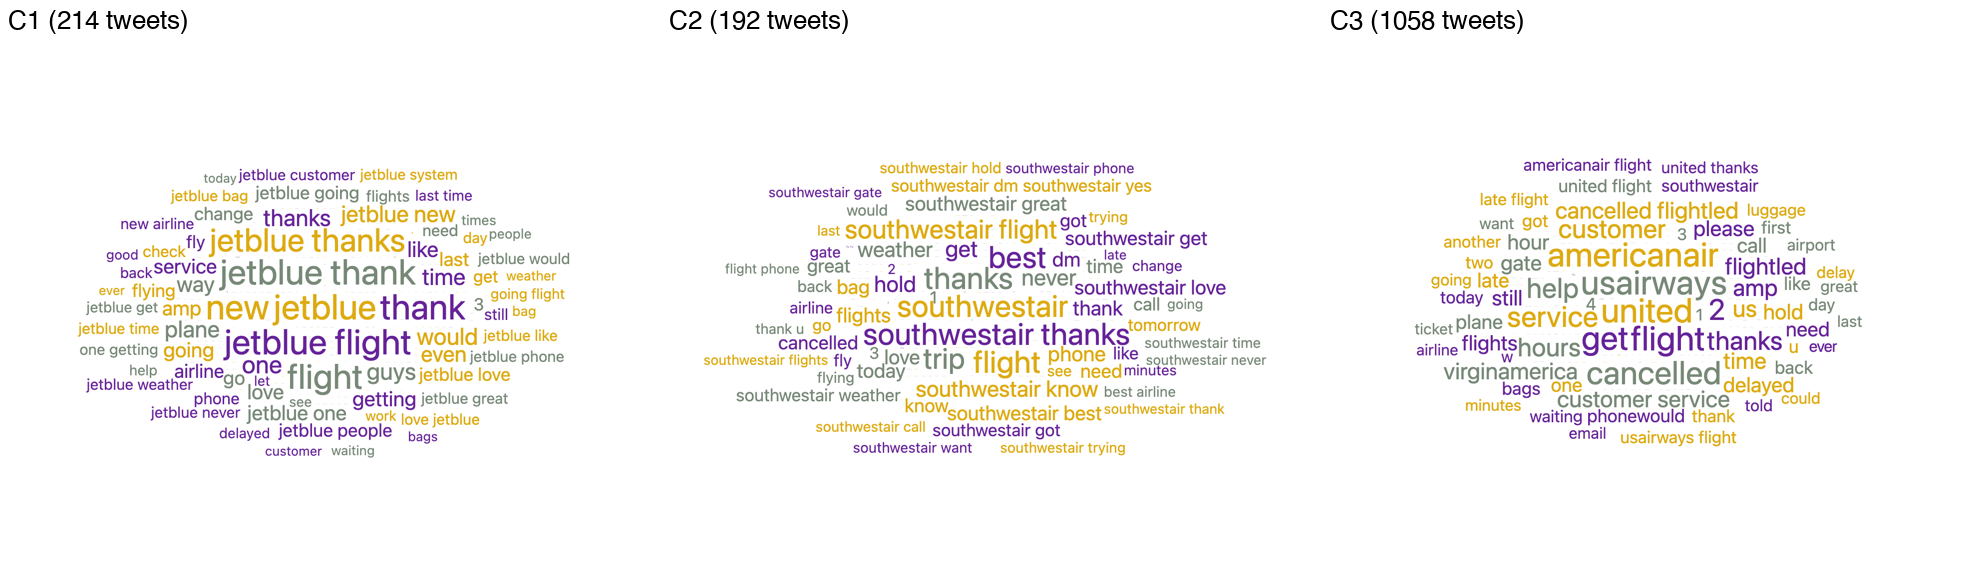 C1 (214 tweets)
today jetblue customer jetblue system
jetblue bag jetblue going flights last time
change thanks jetblue new times
new airline need day people
fly jetblue thanks like
good check last jetblue would
back service jetblue thank time get weather
way
ever flying going flight
jetblue get amp new jetblue thank 3 still bag
jetblue time plane jetblue flight would jetblue like
one getting going even jetblue phone
help airline one flight guys jetblue love
jetblue weather go let
phone love see getting jetblue great
jetblue never jetblue one work love jetblue
delayed jetblue people bags
customer waiting
C2 (192 tweets)
southwestair hold southwestair phone
southwestair gate southwestair dm southwestair yes
would southwestair great
last southwestair flight got trying
gate weather get best dm southwestair get
flight phone great 2 time late change
back bag hold thanks never southwestair love
airline flights 1 southwestair thank call going
thank u go southwestair thanks tomorrow
cancelled southwestair time
southwestair flights fly 3 love trip flight phone like southwestair never
flying today see need minutes
southwestair weather southwestair know best airline
know southwestair best southwestair thank
southwestair call southwestair got
southwestair want southwestair trying
C3 (1058 tweets)
americanair flight united thanks
united flight southwestair
late flight cancelled flightled luggage
want got customer 3 please first
another hour americanair call airport
two gate flightled delay
going late help usairways amp like great
today still 4 united 1 2 us hold day
ticket plane service get flight thanks need last
airline flights hours u ever
w
virginamerica cancelled time back
bags one delayed
minutes customer service told could
waiting phone would thank
email usairways flight